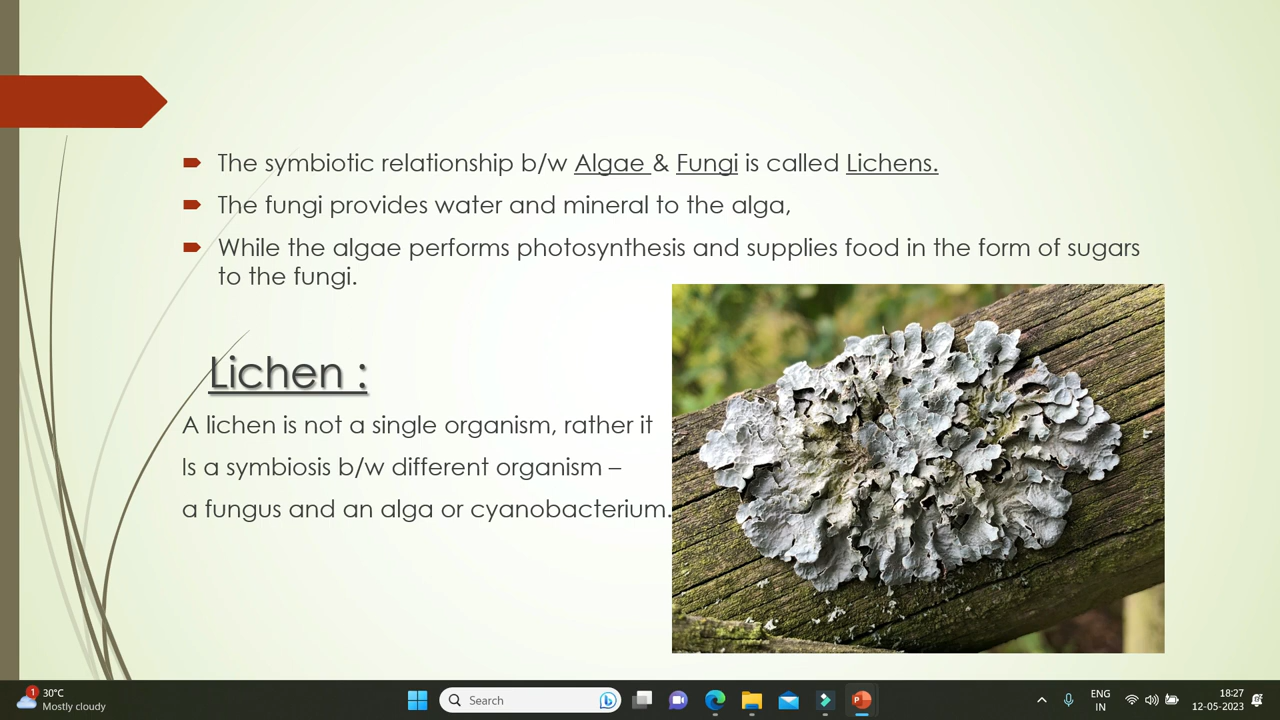 The symbiotic relationship b/w Algae & Fungi is called Lichens.
The fungi provides water and mineral to the alga,
While the algae performs photosynthesis and supplies food in the form of sugars
to the fungi.
Lichen :
A lichen is not a single organism, rather it
Is a symbiosis b/w different organism –
a fungus and an alga or cyanobacterium.
1
30°C
Mostly cloudy
Search
ENG
IN
18:27
12-05-2023